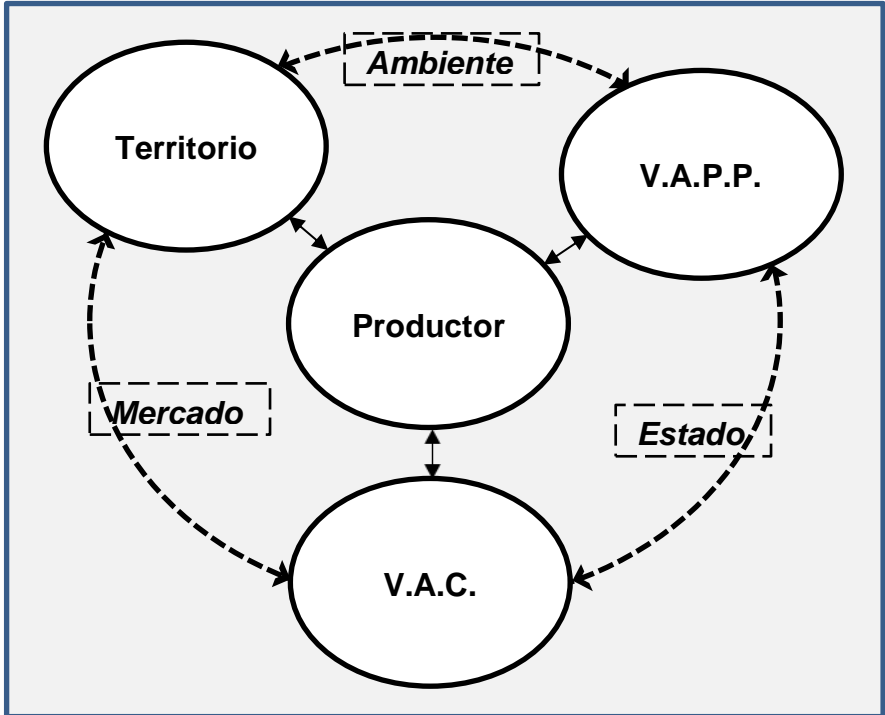 Ambiente
Territorio
V.A.P.P.
Productor
Mercado
Estado
V.A.C.